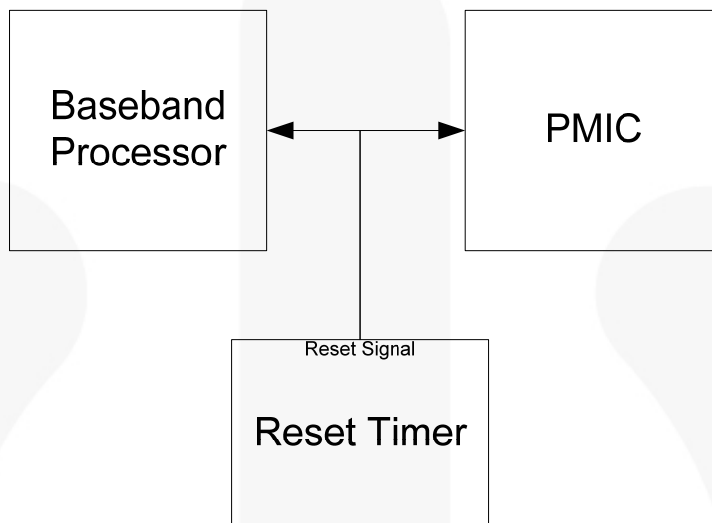 Baseband
Processor
PMIC
Reset Signal
Reset Timer